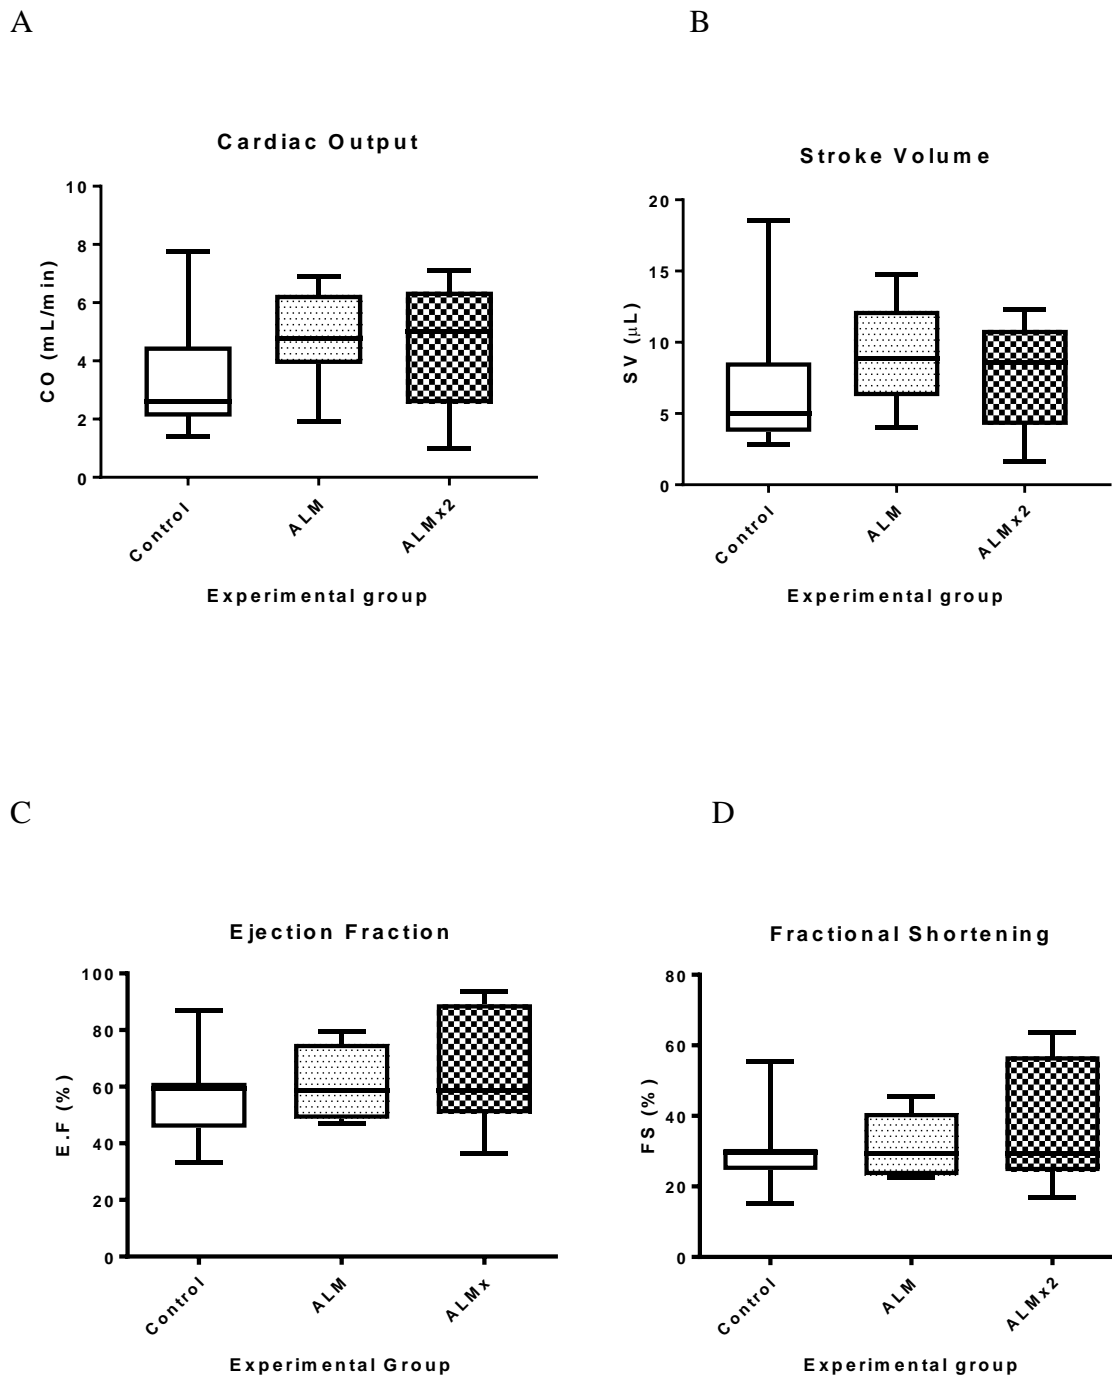 A
B
Cardiac Output
CO (mL/min)
10
8
6
4
2
0
Control
ALM
ALMx2
Experimental group
Stroke Volume
SV (μL)
20
15
10
5
0
Control
ALM
ALMx2
Experimental group
C
D
Ejection Fraction
E.F (%)
100
80
60
40
20
0
Control
ALM
ALMx
Experimental Group
Fractional Shortening
FS (%)
80
60
40
20
0
Control
ALM
ALMx2
Experimental group